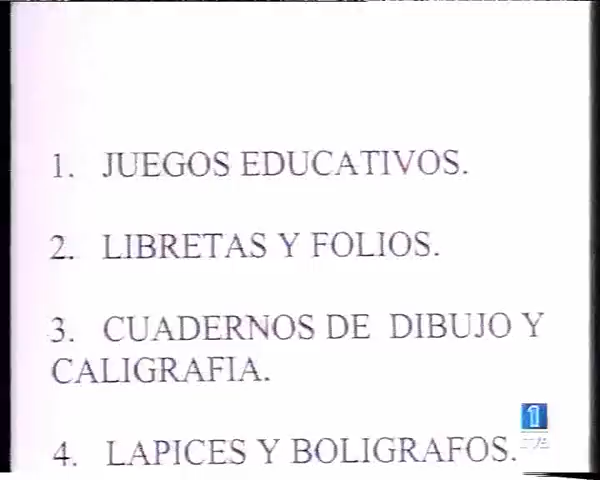 1. JUEGOS EDUCATIVOS.
2. LIBRETAS Y FOLIOS.
3. CUADERNOS DE DIBUJO Y
CALIGRAFIA.
1
4. LAPICES Y BOLIGRAFOS.